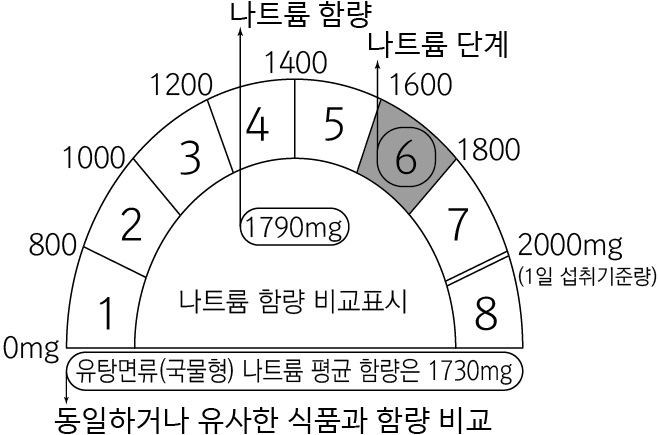 나트륨 함량
나트륨 단계
1400
1200
1600
4
5
1000
3
6
1800
2
7
800
1790mg
2000mg
(1일 섭취기준량)
1
나트륨 함량 비교표시
8
0mg
유탕면류(국물형) 나트륨 평균 함량은 1730mg
동일하거나 유사한 식품과 함량 비교